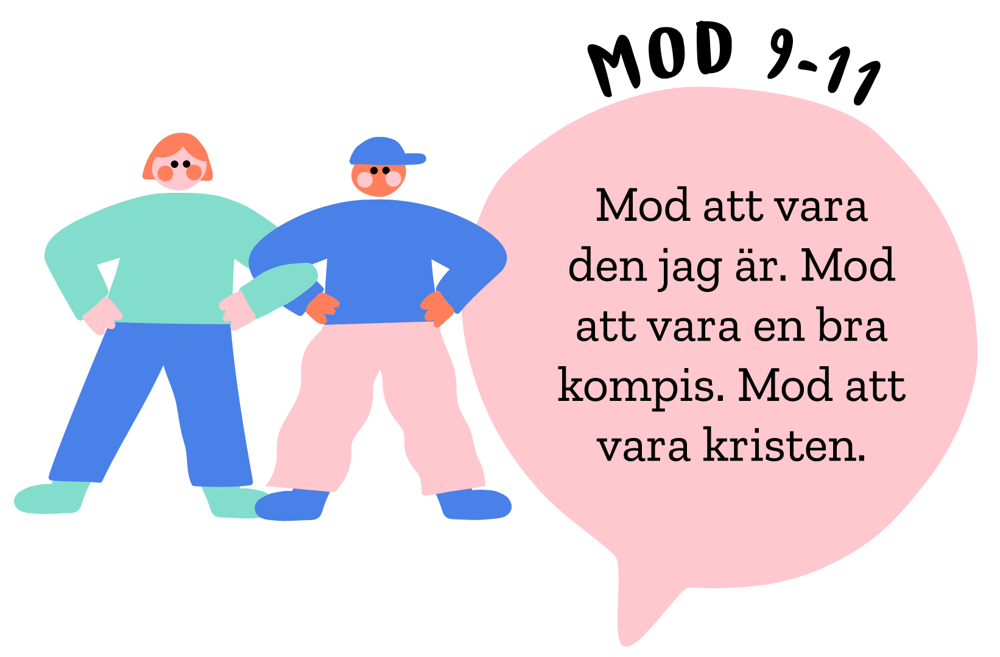 MOD 9-11
Mod att vara
den jag är. Mod
att vara en bra
kompis. Mod att
vara kristen.